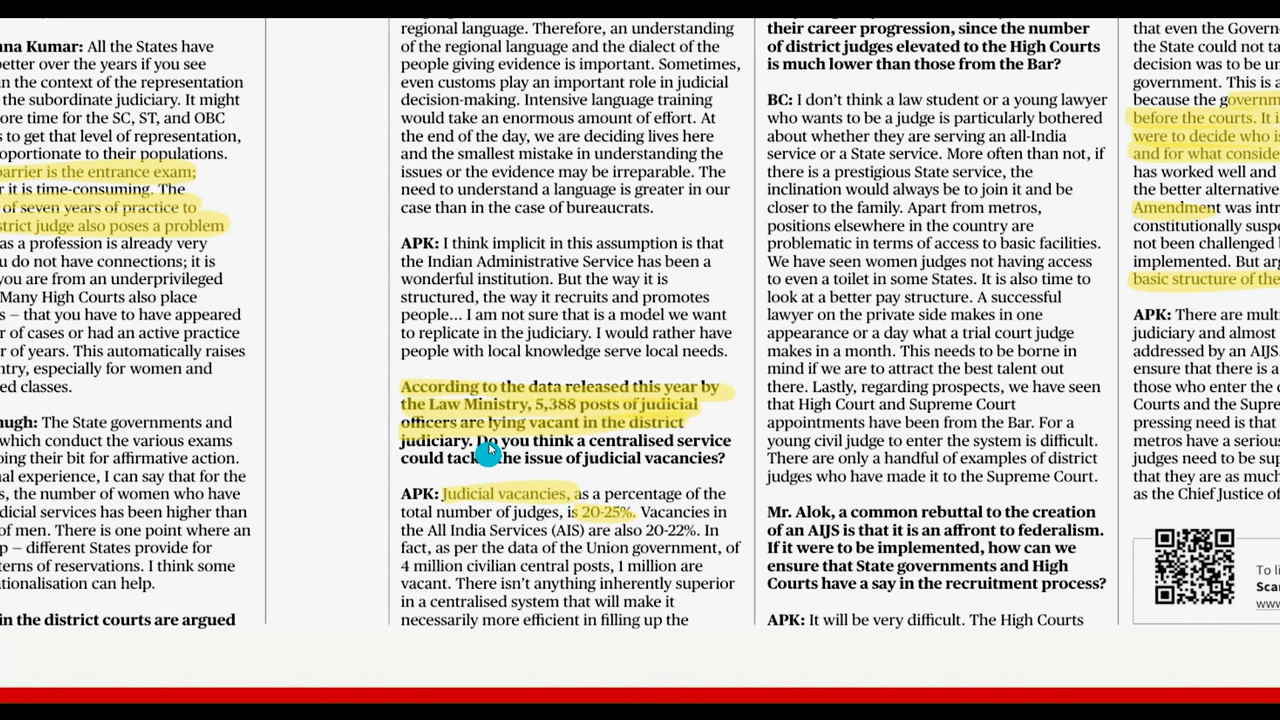 nna Kumar: All the States have
better over the years if you see
in the context of the representation
the subordinate judiciary. It might
ore time for the SC, ST, and OBC
s to get that level of representation,
oportionate to their populations.
barrier is the entrance exam;
r it is time-consuming. The
of seven years of practice to
strict judge also poses a problem
as a profession is already very
u do not have connections; it is
you are from an underprivileged
Many High Courts also place
s – that you have to have appeared
r of cases or had an active practice
r of years. This automatically raises
ntry, especially for women and
ed classes.
nugh: The State governments and
which conduct the various exams
oing their bit for affirmative action.
nal experience, I can say that for the
s, the number of women who have
dicial services has been higher than
of men. There is one point where an
p – different States provide for
terns of reservations. I think some
tionalisation can help.
in the district courts are argued
regional language. Therefore, an understanding
of the regional language and the dialect of the
people giving evidence is important. Sometimes,
even customs play an important role in judicial
decision-making. Intensive language training
would take an enormous amount of effort. At
the end of the day, we are deciding lives here
and the smallest mistake in understanding the
issues or the evidence may be irreparable. The
need to understand a language is greater in our
case than in the case of bureaucrats.
APK: I think implicit in this assumption is that
the Indian Administrative Service has been a
wonderful institution. But the way it is
structured, the way it recruits and promotes
people... I am not sure that is a model we want
to replicate in the judiciary. I would rather have
people with local knowledge serve local needs.
According to the data released this year by
the Law Ministry, 5,388 posts of judicial
officers are lying vacant in the district
judiciary. Do you think a centralised service
could tack the issue of judicial vacancies?
APK: Judicial vacancies, as a percentage of the
total number of judges, is 20-25%. Vacancies in
the All India Services (AIS) are also 20-22%. In
fact, as per the data of the Union government, of
4 million civilian central posts, 1 million are
vacant. There isn't anything inherently superior
in a centralised system that will make it
necessarily more efficient in filling up the
their career progression, since the number
of district judges elevated to the High Courts
is much lower than those from the Bar?
BC: I don't think a law student or a young lawyer
who wants to be a judge is particularly bothered
about whether they are serving an all-India
service or a State service. More often than not, if
there is a prestigious State service, the
inclination would always be to join it and be
closer to the family. Apart from metros,
positions elsewhere in the country are
problematic in terms of access to basic facilities.
We have seen women judges not having access
to even a toilet in some States. It is also time to
look at a better pay structure. A successful
lawyer on the private side makes in one
appearance or a day what a trial court judge
makes in a month. This needs to be borne in
mind if we are to attract the best talent out
there. Lastly, regarding prospects, we have seen
that High Court and Supreme Court
appointments have been from the Bar. For a
young civil judge to enter the system is difficult.
There are only a handful of examples of district
judges who have made it to the Supreme Court.
Mr. Alok, a common rebuttal to the creation
of an AIJS is that it is an affront to federalism.
If it were to be implemented, how can we
ensure that State governments and High
Courts have a say in the recruitment process?
APK: It will be very difficult. The High Courts
that even the Governo
the State could not ta
decision was to be un
government. This is a
because the governm
before the courts. It i
were to decide who is
and for what conside
has worked well and
the better alternative
Amendment was intr
constitutionally suspe
not been challenged
implemented. But arg
basic structure of the
APK: There are multi
judiciary and almost
addressed by an AIJS
ensure that there is a
those who enter the c
Courts and the Supre
pressing need is that
metros have a seriou
judges need to be sup
that they are as much
as the Chief Justice of
To li
Scan
www